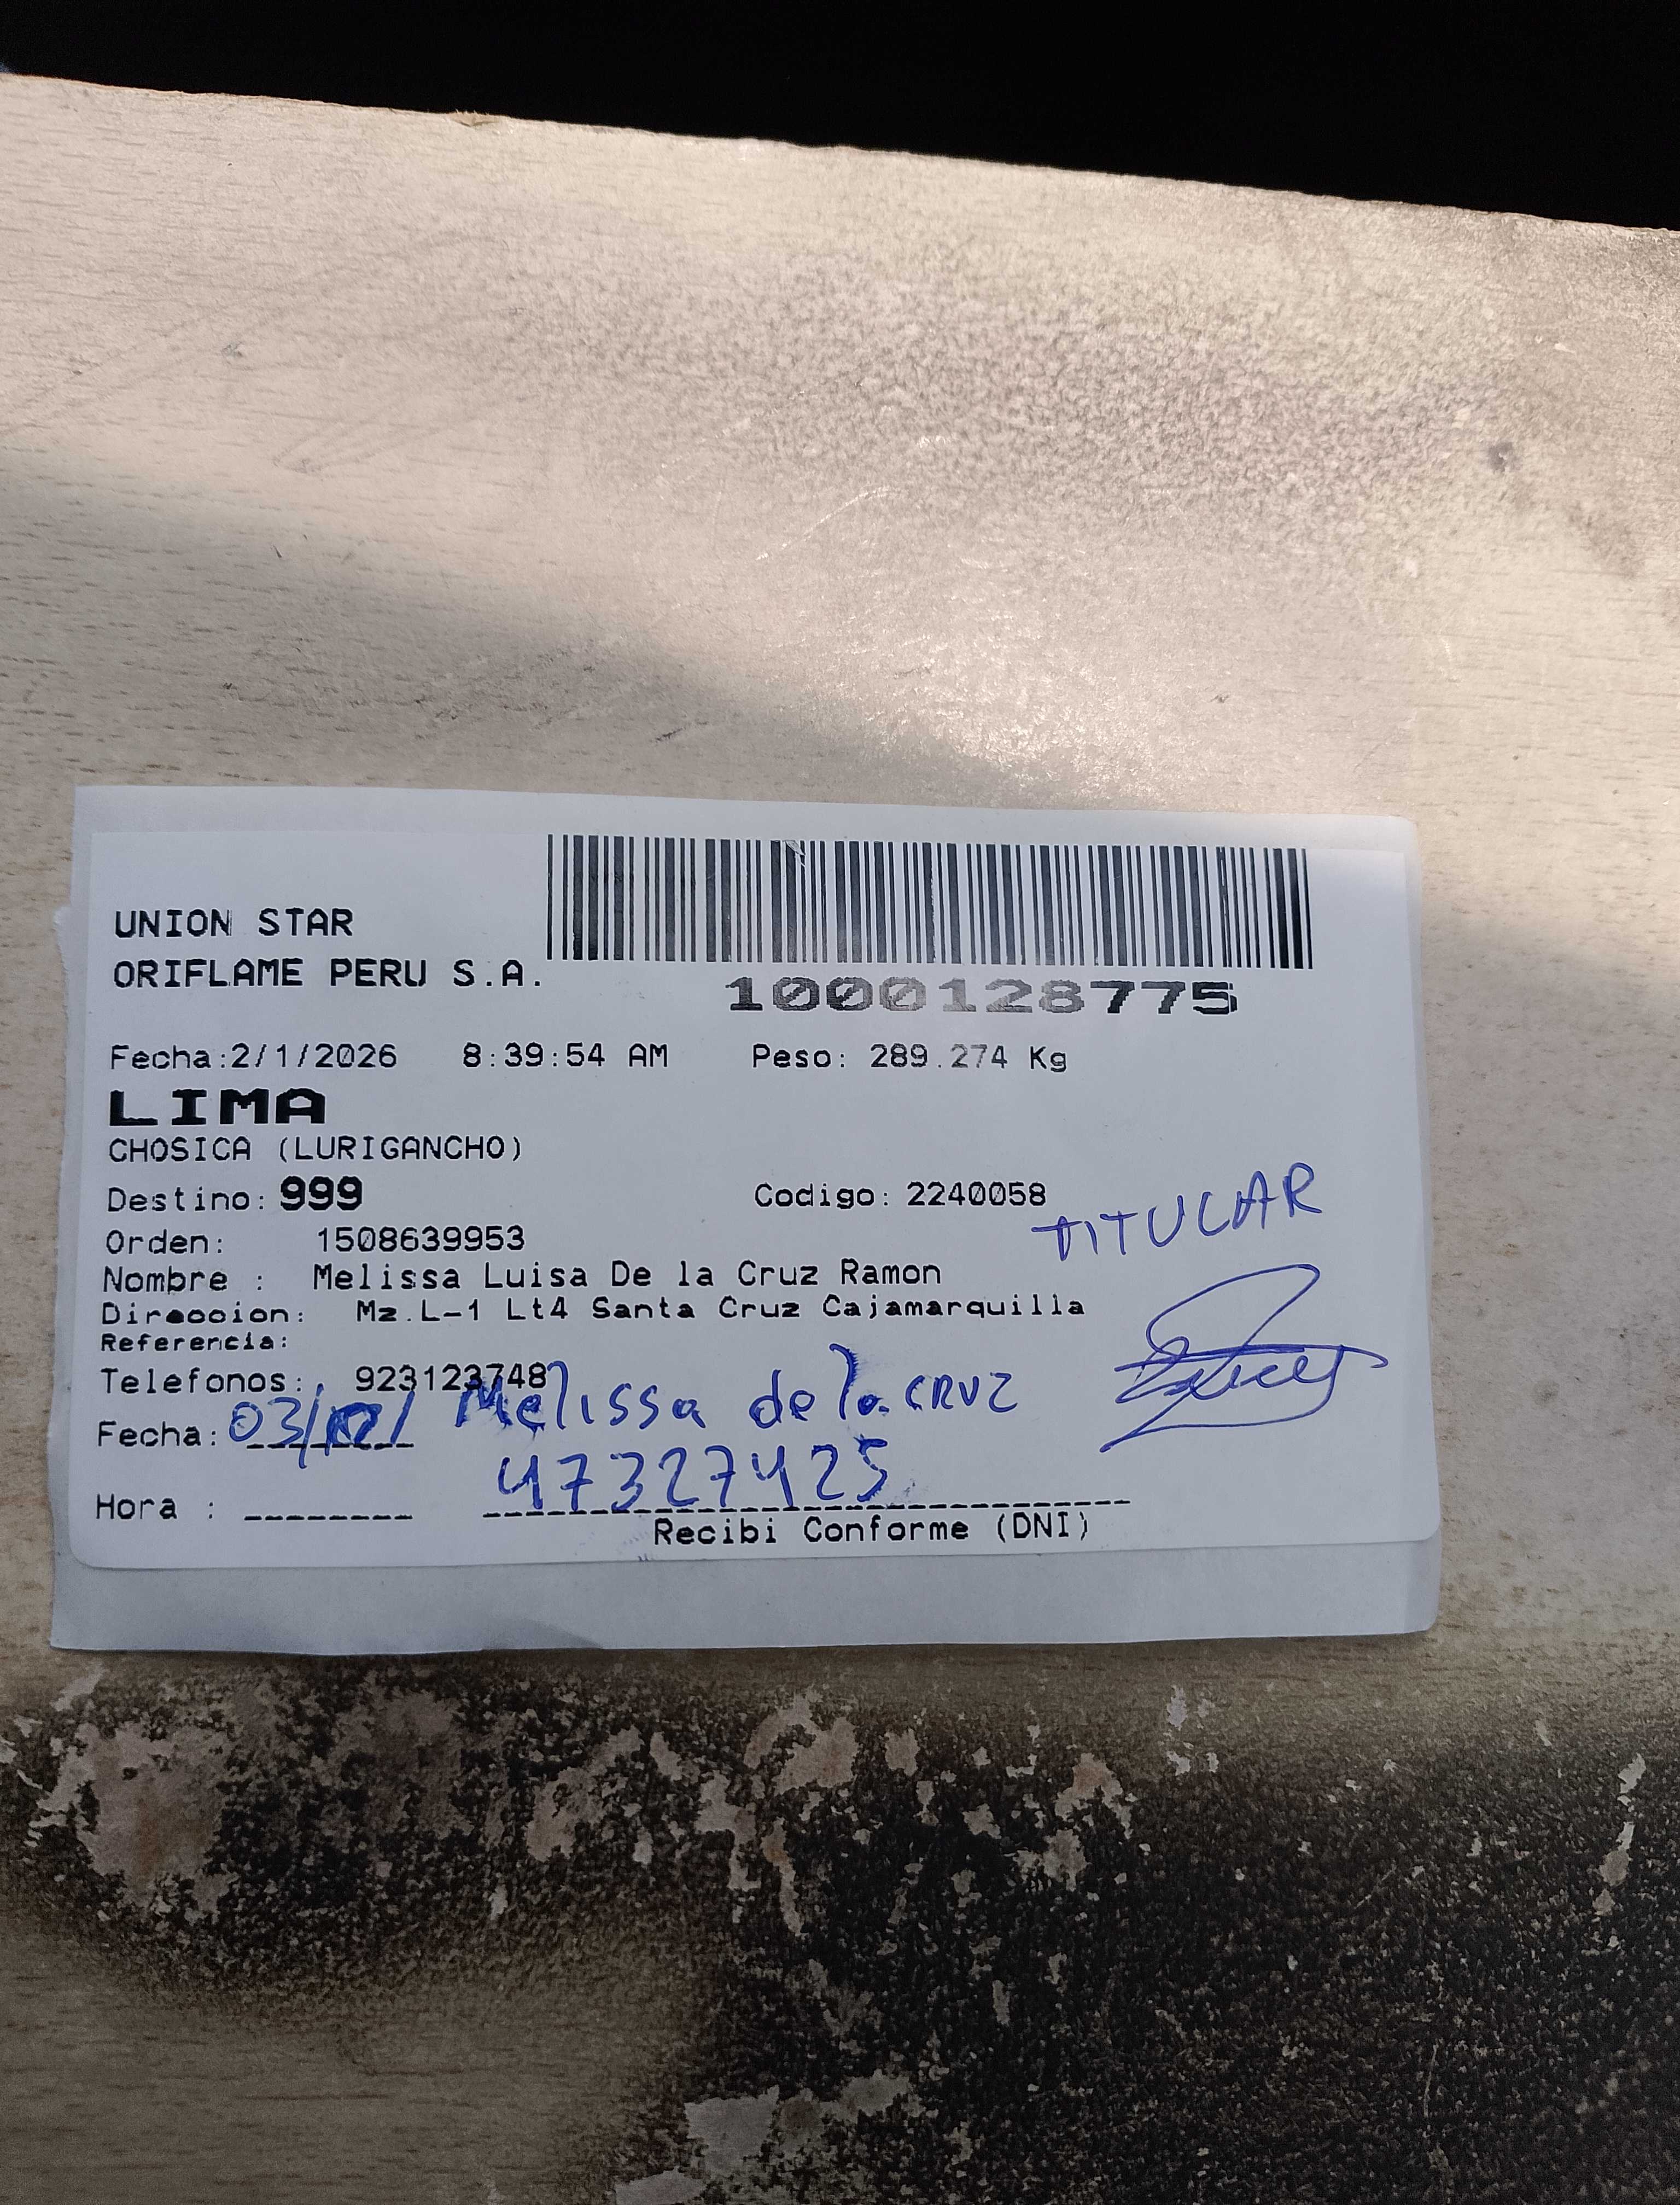 UNION STAR
ORIFLAME PERU S.A.
1000128775
Fecha:2/1/2026 8:39:54 AM Peso: 289.274 Kg
LIMA
CHOSICA (LURIGANCHO)
Destino: 999 Codigo: 2240058
TITULAR
Orden: 1508639953
Nombre : Melissa Luisa De la Cruz Ramon
Direccion: Mz.L-1 Lt4 Santa Cruz Cajamarquilla
Referencia:
Telefonos: 923123748
Fecha: 03/ Melissa de la CRUZ
47327425
Hora :
Recibi Conforme (DNI)